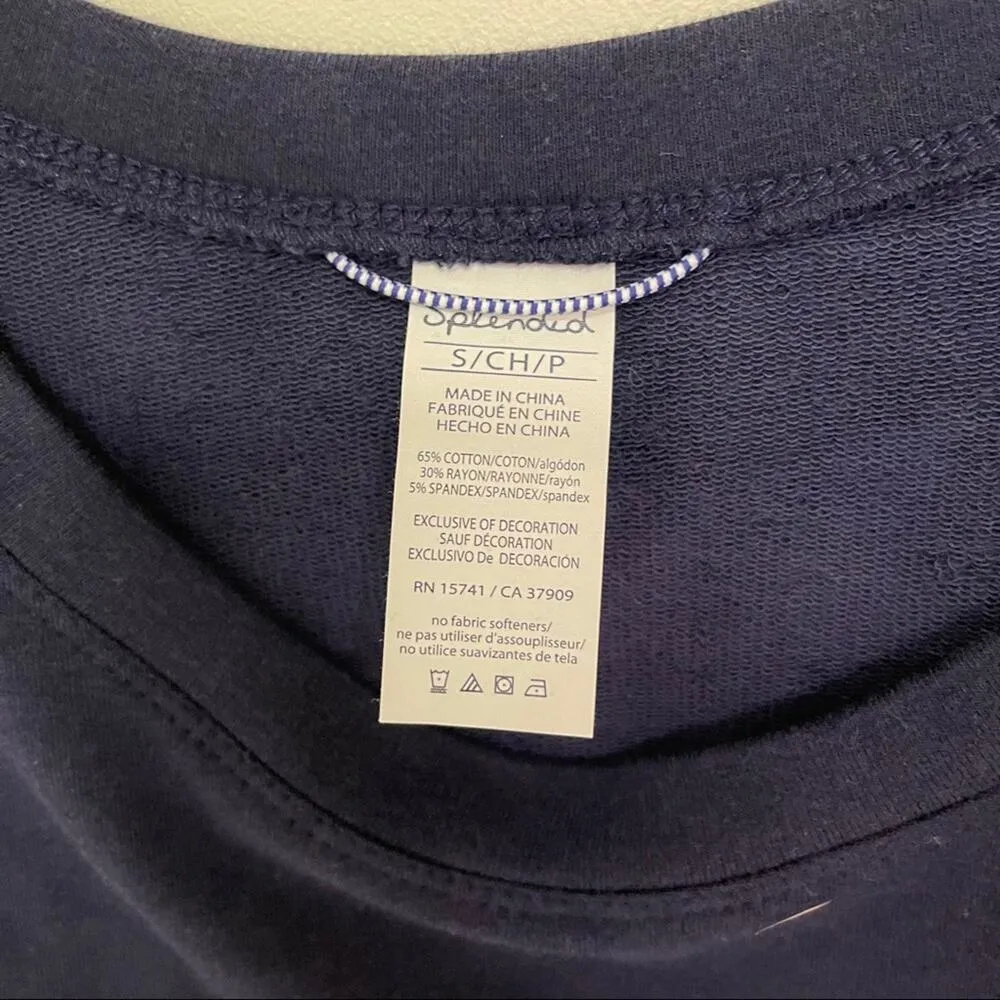 Splendid
S/CH/P
MADE IN CHINA
FABRIQUÉ EN CHINE
HECHO EN CHINA
65% COTTON/COTON/algódon
30% RAYON/RAYONNE/rayón
5% SPANDEX/SPANDEX/spandex
EXCLUSIVE OF DECORATION
SAUF DÉCORATION
EXCLUSIVO De DECORACIÓN
RN 15741 / CA 37909
no fabric softeners/
ne pas utiliser d'assouplisseur/
no utilice suavizantes de tela